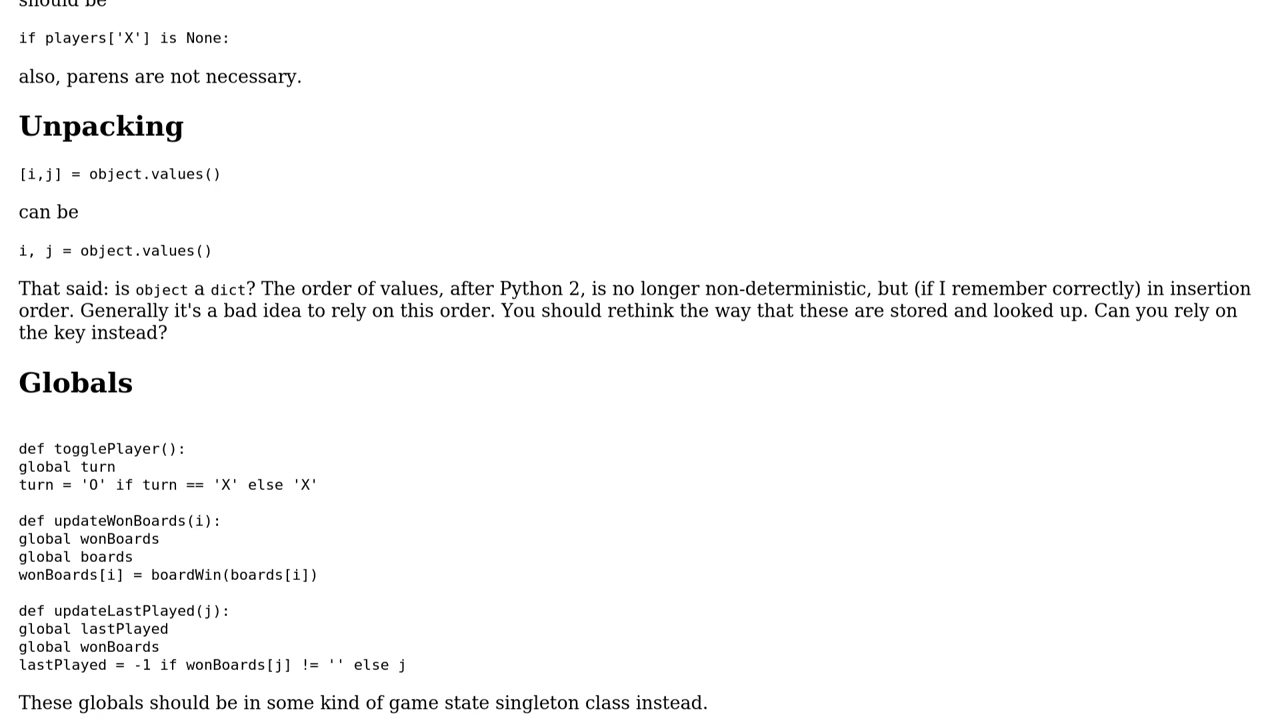 should be
if players['X'] is None:
also, parens are not necessary.
Unpacking
[i,j] = object.values()
can be
i, j = object.values()
That said: is object a dict? The order of values, after Python 2, is no longer non-deterministic, but (if I remember correctly) in insertion
order. Generally it's a bad idea to rely on this order. You should rethink the way that these are stored and looked up. Can you rely on
the key instead?
Globals
def togglePlayer():
global turn
turn = 'O' if turn == 'X' else 'X'
def updateWonBoards(i):
global wonBoards
global boards
wonBoards[i] = boardWin(boards[i])
def updateLastPlayed(j):
global lastPlayed
global wonBoards
lastPlayed = -1 if wonBoards[j] != '' else j
These globals should be in some kind of game state singleton class instead.